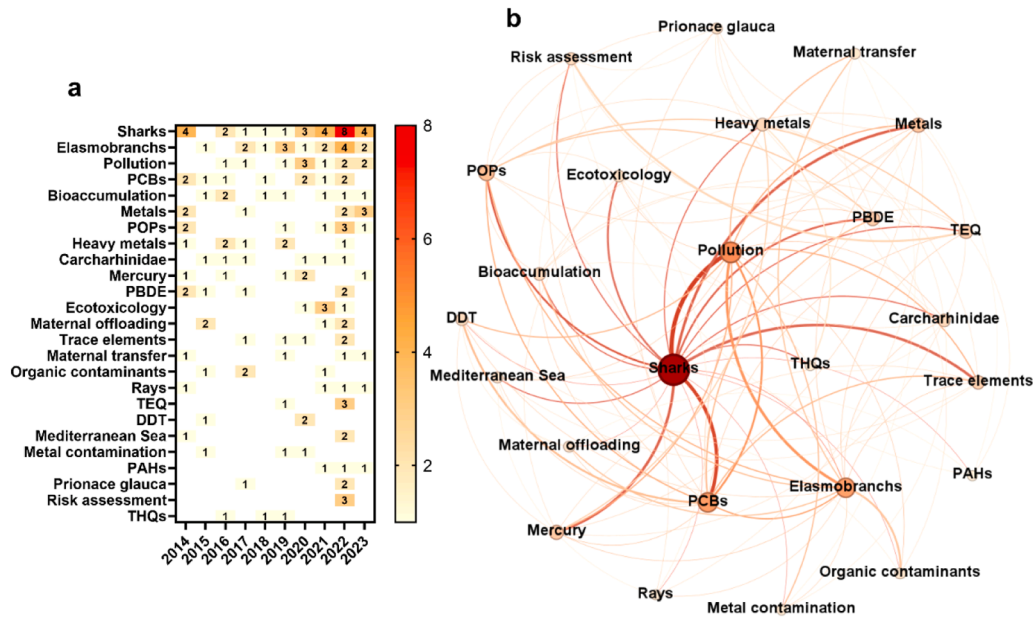 a
Sharks 4 2 1 1 1 3 4 8 4
Elasmobranchs 1 2 1 3 1 2 4 2
Pollution 1 1 1 3 1 2 2
PCBs 2 1 1 1 2 1 2
Bioaccumulation 1 2 1 1 1 1 1
Metals 2 1 2 3
POPs 2 1 1 3 1
Heavy metals 1 2 1 2 1
Carcharhinidae 1 1 1 1 1 1
Mercury 1 1 1 2 1
PBDE 2 1 1 2
Ecotoxicology 1 3 1
Maternal offloading 2 1 2
Trace elements 1 1 1 2
Maternal transfer 1 1 1 1
Organic contaminants 1 2 1
Rays 1 1 1 1
TEQ 1 3
DDT 1 2
Mediterranean Sea 1 2
Metal contamination 1 1 1
PAHs 1 1 1
Prionace glauca 1 2
Risk assessment 3
THQs 1 1 1
2014 2015 2016 2017 2018 2019 2020 2021 2022 2023
8
6
4
2
b
Prionace glauca
Risk assessment
Maternal transfer
Heavy metals
Metals
POPs
Ecotoxicology
PBDE
TEQ
Pollution
Bioaccumulation
DDT
Carcharhinidae
Sharks
THQs
Mediterranean Sea
Trace elements
Maternal offloading
PAHs
Elasmobranchs
PCBs
Mercury
Organic contaminants
Rays
Metal contamination